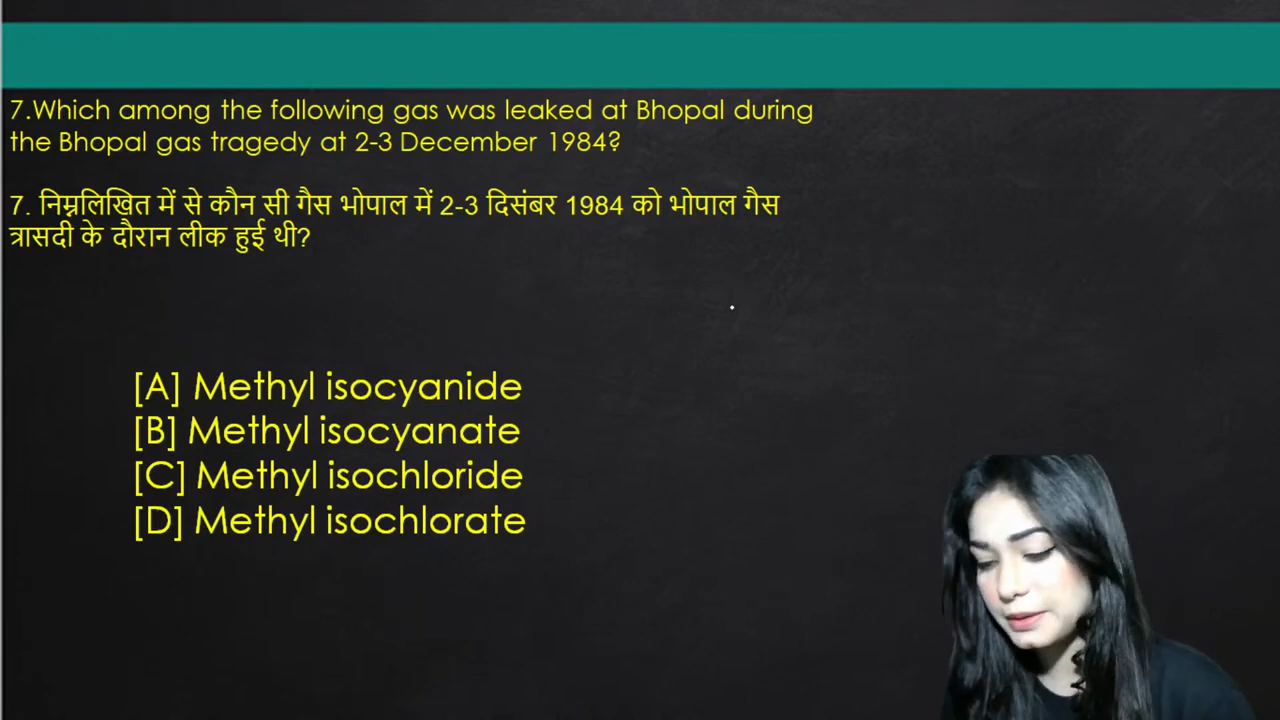 7.Which among the following gas was leaked at Bhopal during
the Bhopal gas tragedy at 2-3 December 1984?
7. निम्नलिखित में से कौन सी गैस भोपाल में 2-3 दिसंबर 1984 को भोपाल गैस
त्रासदी के दौरान लीक हुई थी?
[A] Methyl isocyanide
[B] Methyl isocyanate
[C] Methyl isochloride
[D] Methyl isochlorate